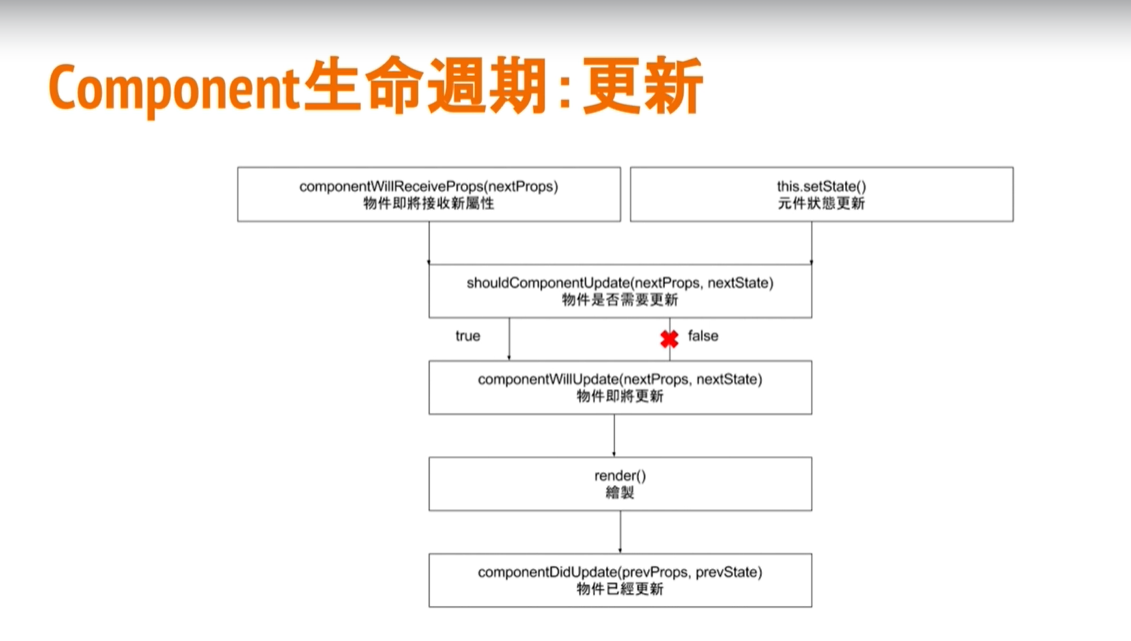 Component生命週期:更新
componentWillReceiveProps(nextProps)
物件即將接收新屬性
this.setState()
元件狀態更新
shouldComponentUpdate(nextProps, nextState)
物件是否需要更新
true
false
componentWillUpdate(nextProps, nextState)
物件即將更新
render()
繪製
componentDidUpdate(prevProps, prevState)
物件已經更新